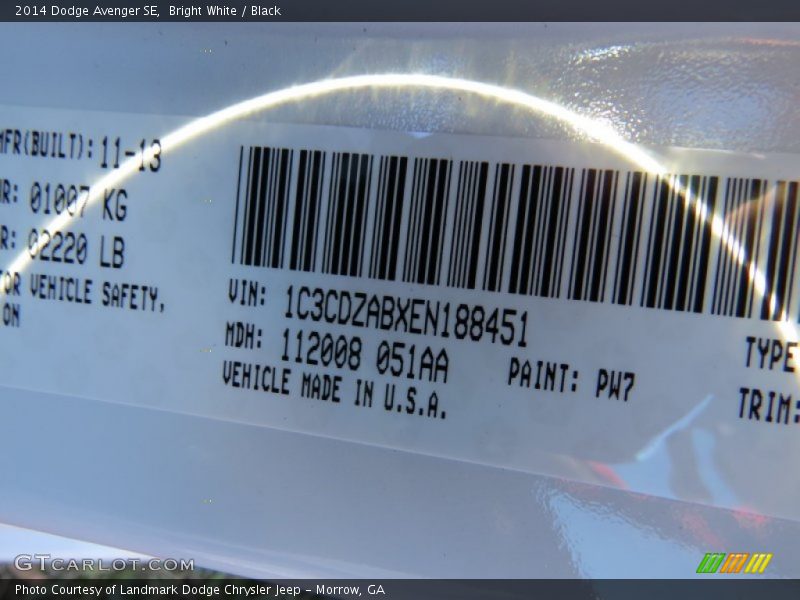 2014 Dodge Avenger SE,  Bright White / Black
MFR(BUILT): 11-13
R: 01007 KG
R: 02220 LB
FOR VEHICLE SAFETY,
ON
VIN: 1C3CDZABXEN188451
MDH: 112008 051AA
PAINT: PW7
VEHICLE MADE IN U.S.A.
TYPE
TRIM:
GTcarlot.com
Photo Courtesy of Landmark Dodge Chrysler Jeep - Morrow, GA